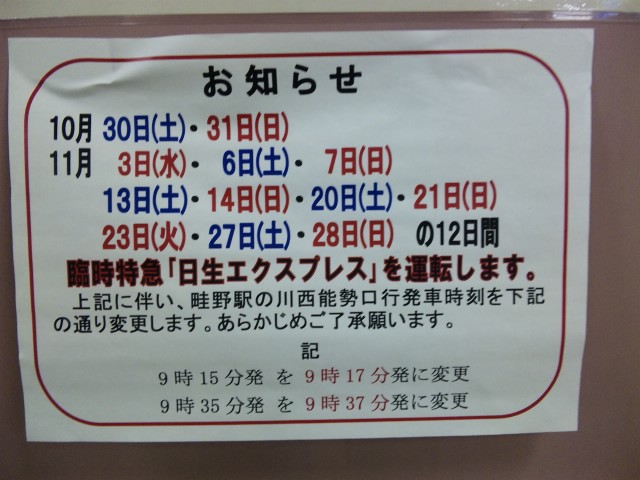 お知らせ
10月 30日(土)・31日(日)
11月 3日(水)・ 6日(土)・ 7日(日)
13日(土)・14日(日)・20日(土)・21日(日)
23日(火)・27日(土)・28日(日) の12日間
臨時特急「日生エクスプレス」を運転します。
上記に伴い、畦野駅の川西能勢口行発車時刻を下記
の通り変更します。あらかじめご了承願います。
記
9時15分発 を 9時17分発に変更
9時35分発 を 9時37分発に変更